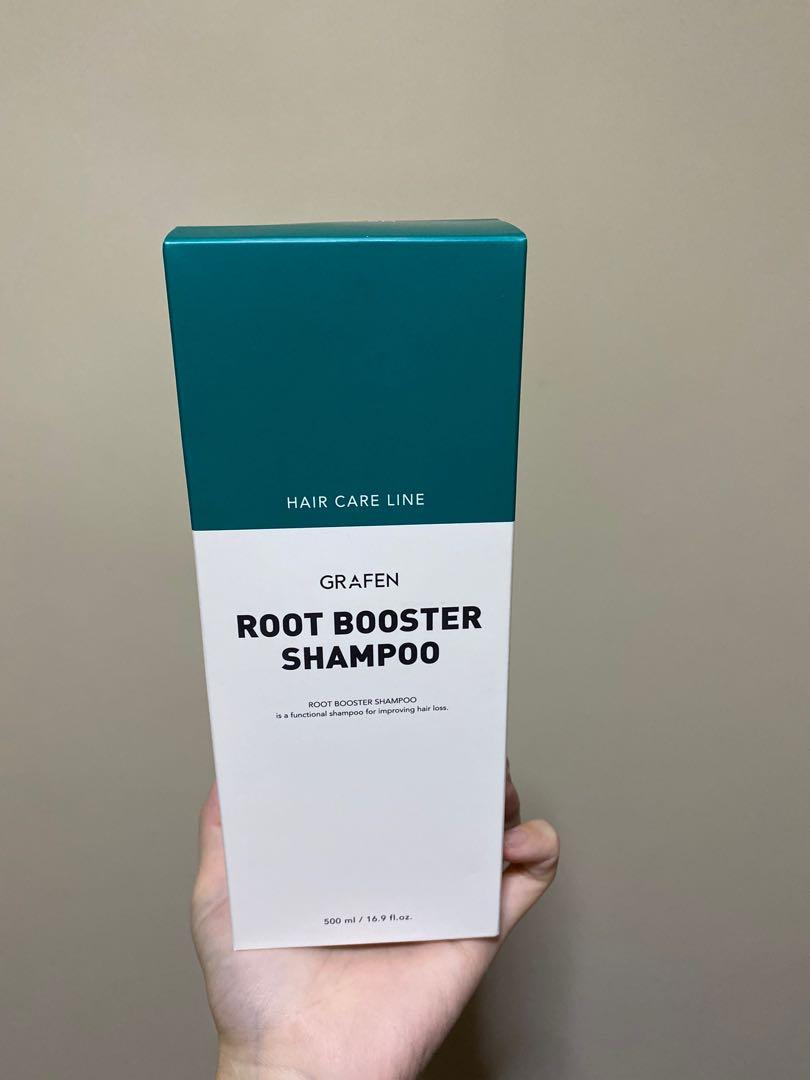 HAIR CARE LINE
GRAFEN
ROOT BOOSTER
SHAMPOO
ROOT BOOSTER SHAMPOO
is a functional shampoo for improving hair loss.
500 ml / 16.9 fl.oz.